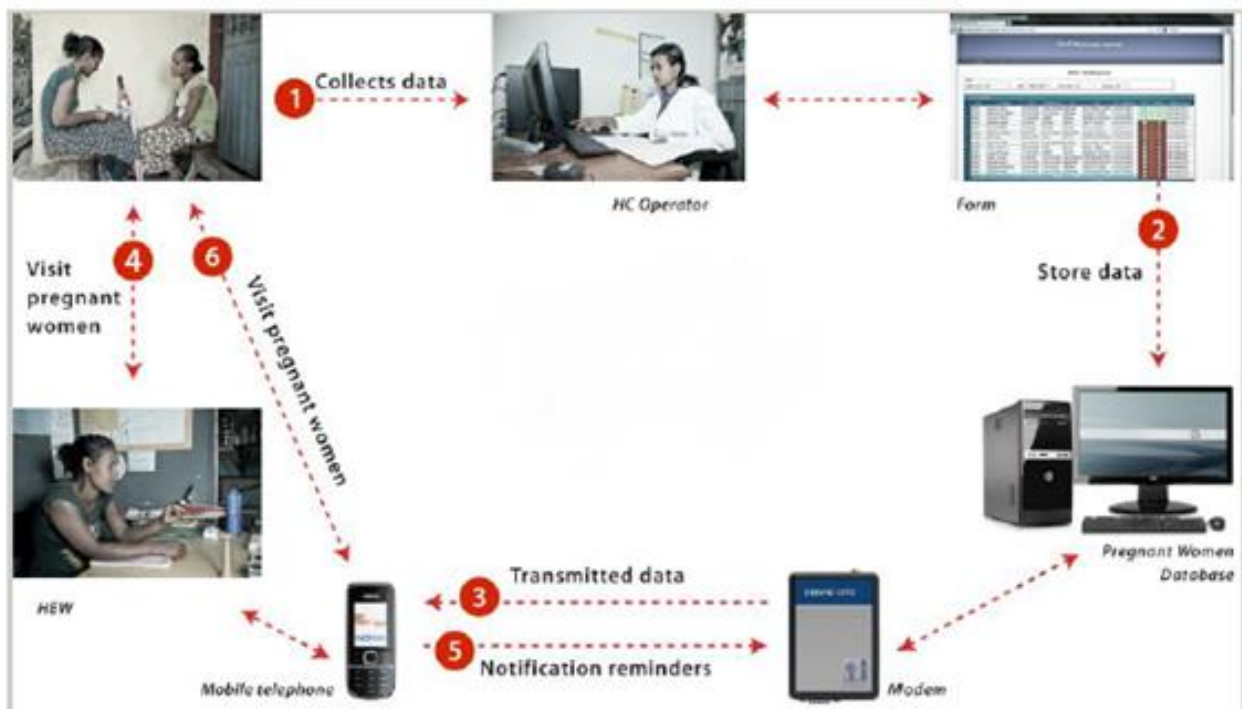 1
Collects data
HC Operator
Form
2
Store data
4
Visit
pregnant
women
6
Visit pregnant women
HEW
Pregnant Women
Database
3
Transmitted data
5
Notification reminders
Mobile telephone
Modem